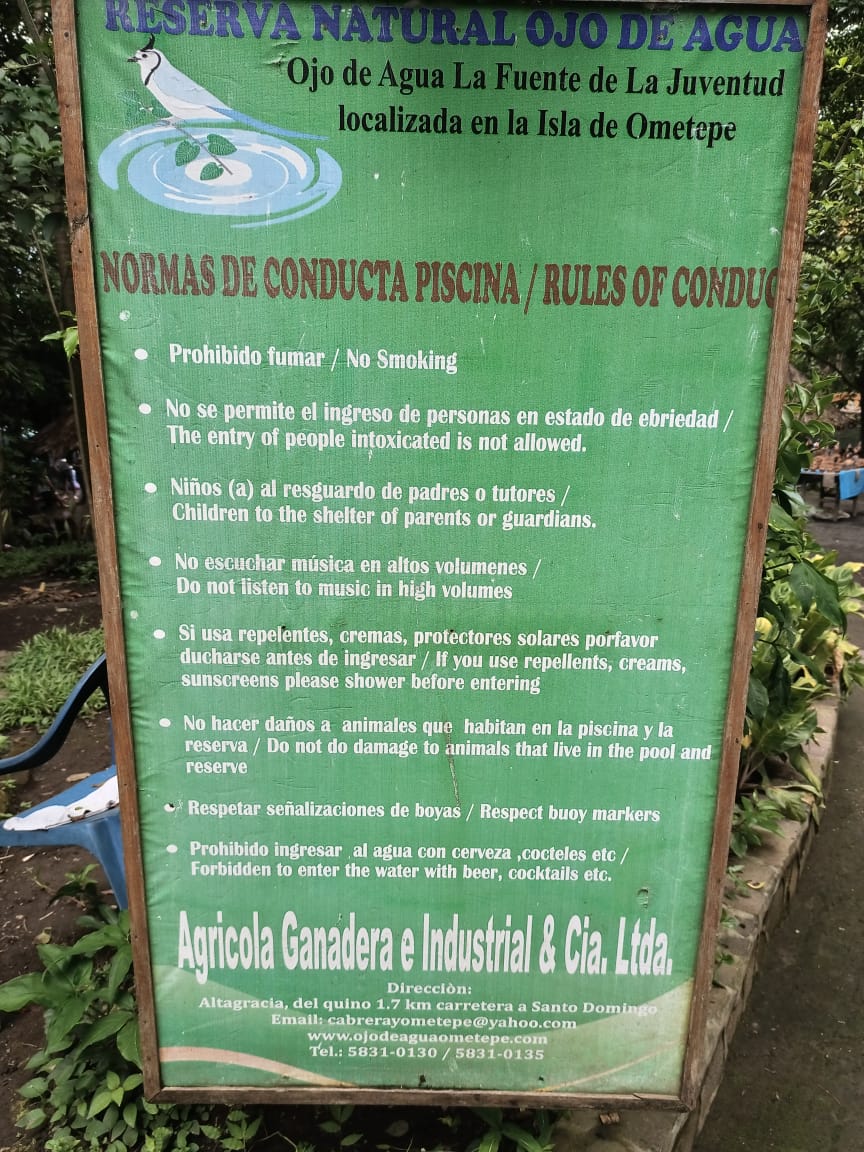 RESERVA NATURAL OJO DE AGUA
Ojo de Agua La Fuente de La Juventud
localizada en la Isla de Ometepe
NORMAS DE CONDUCTA PISCINA / RULES OF CONDUC
• Prohibido fumar / No Smoking
• No se permite el ingreso de personas en estado de ebriedad /
The entry of people intoxicated is not allowed.
• Niños (a) al resguardo de padres o tutores /
Children to the shelter of parents or guardians.
• No escuchar música en altos volumenes /
Do not listen to music in high volumes
• Si usa repelentes, cremas, protectores solares porfavor
ducharse antes de ingresar / If you use repellents, creams,
sunscreens please shower before entering
• No hacer daños a animales que habitan en la piscina y la
reserva / Do not do damage to animals that live in the pool and
reserve
• Respetar señalizaciones de boyas / Respect buoy markers
• Prohibido ingresar al agua con cerveza ,cocteles etc /
Forbidden to enter the water with beer, cocktails etc.
Agricola Ganadera e Industrial & Cia. Ltda.
Direcciòn:
Altagracia, del quino 1.7 km carretera a Santo Domingo
Email: cabrerayometepe@yahoo.com
www.ojodeaguaometepe.com
Tel.: 5831-0130 / 5831-0135